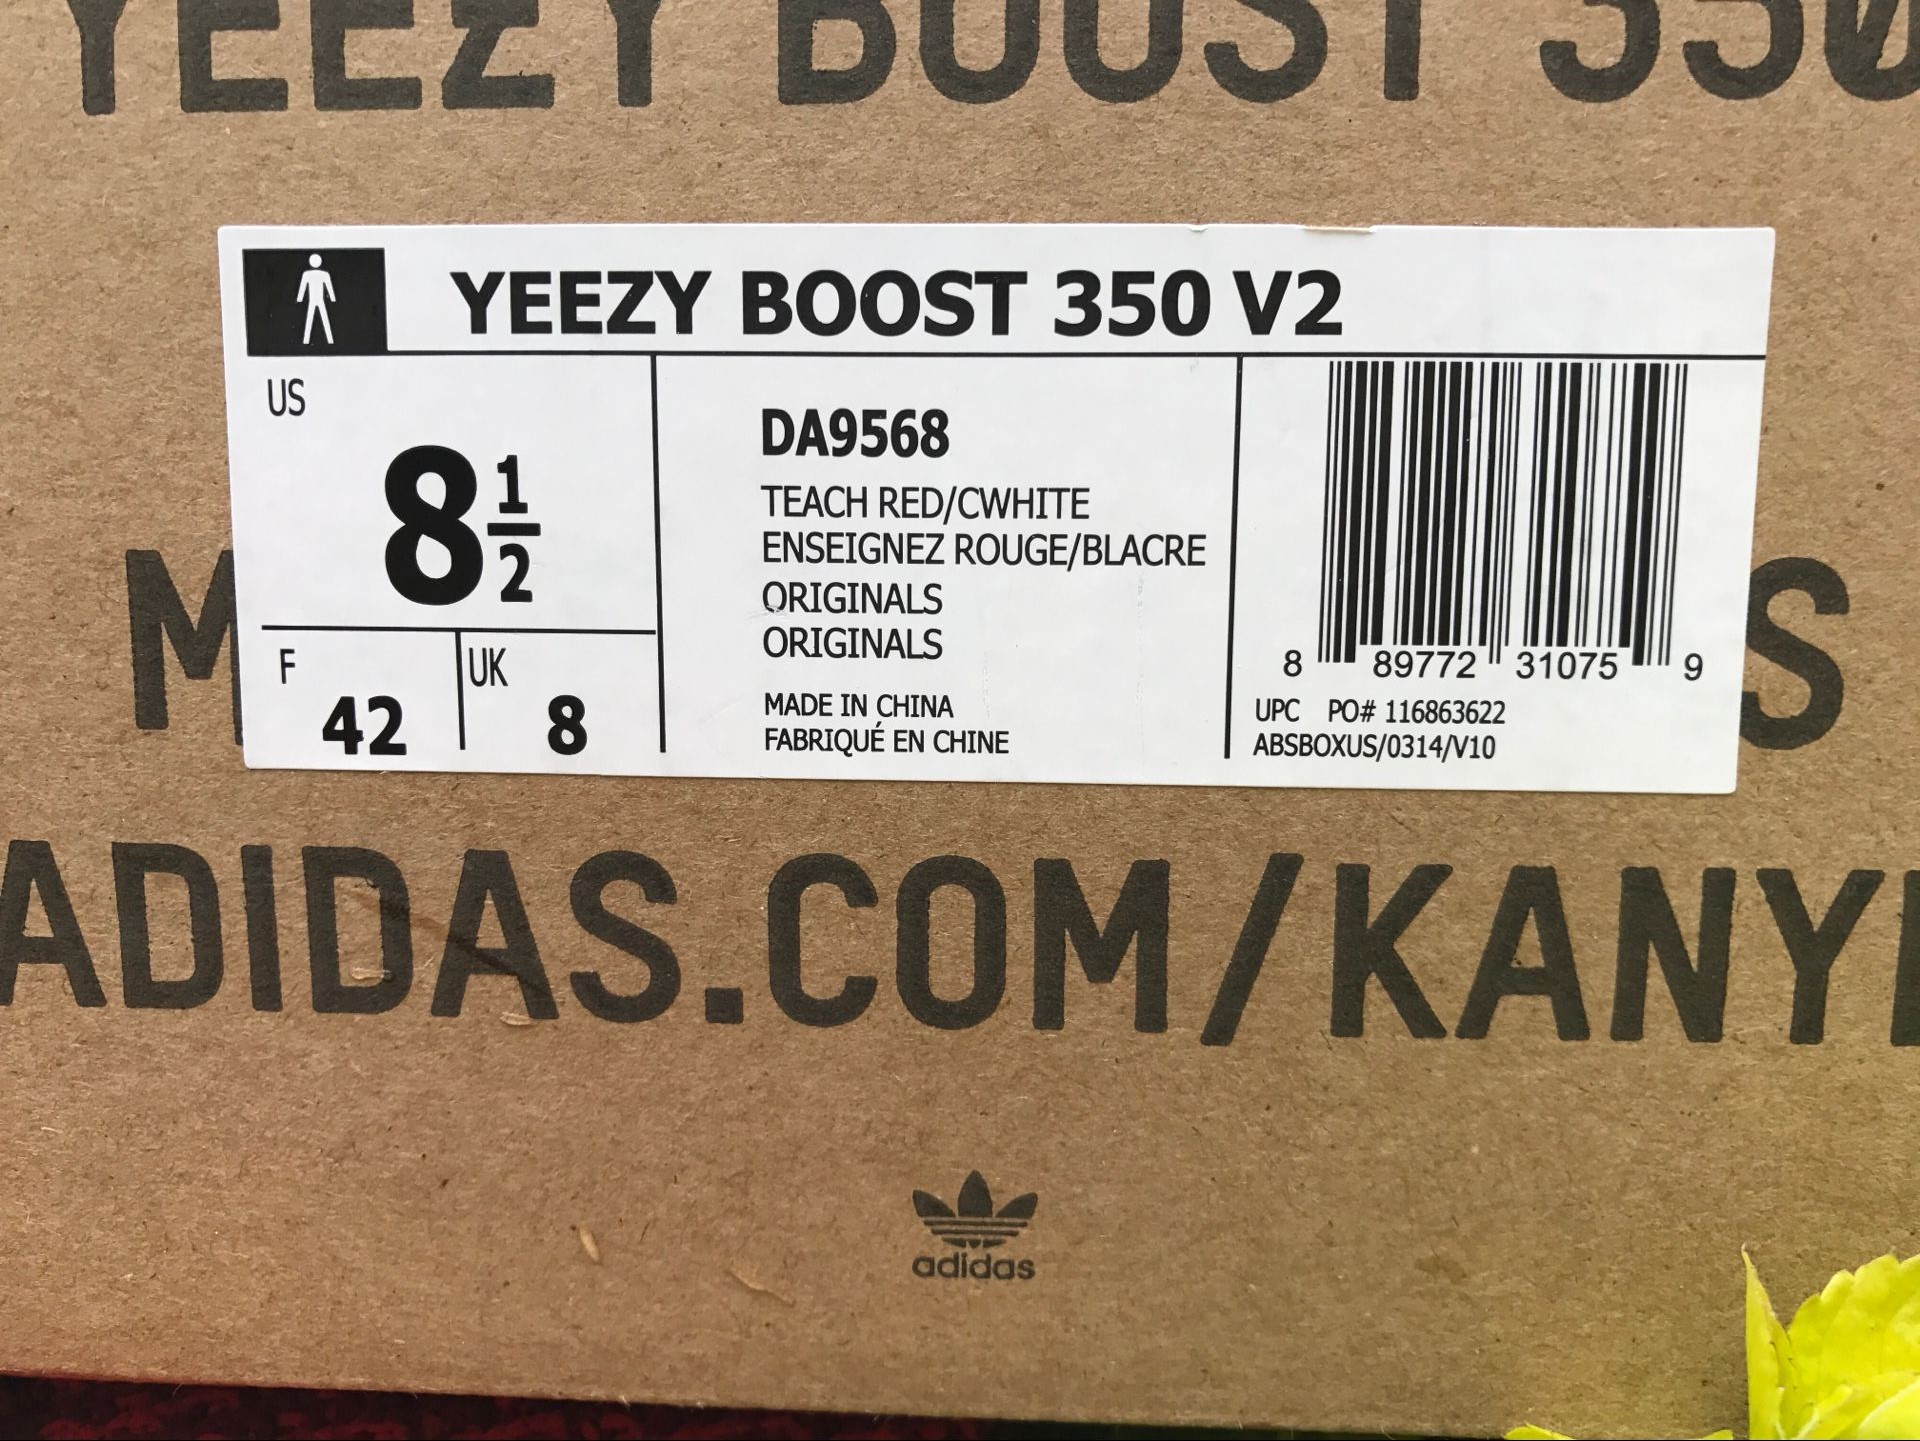 YEEZY BOOST 350
YEEZY BOOST 350 V2
US
8 1/2
F
42
UK
8
DA9568
TEACH RED/CWHITE
ENSEIGNEZ ROUGE/BLACRE
ORIGINALS
ORIGINALS
MADE IN CHINA
FABRIQUÉ EN CHINE
8 89772 31075 9
UPC PO# 116863622
ABSBOXUS/0314/V10
M
S
ADIDAS.COM/KANY
adidas